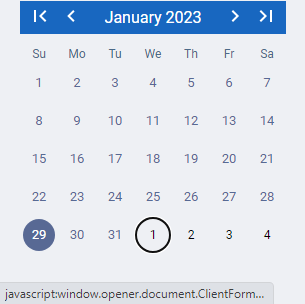 January 2023
Su Mo Tu We Th Fr Sa
1 2 3 4 5 6 7
8 9 10 11 12 13 14
15 16 17 18 19 20 21
22 23 24 25 26 27 28
29 30 31 1 2 3 4
javascript:window.opener.document.ClientForm...